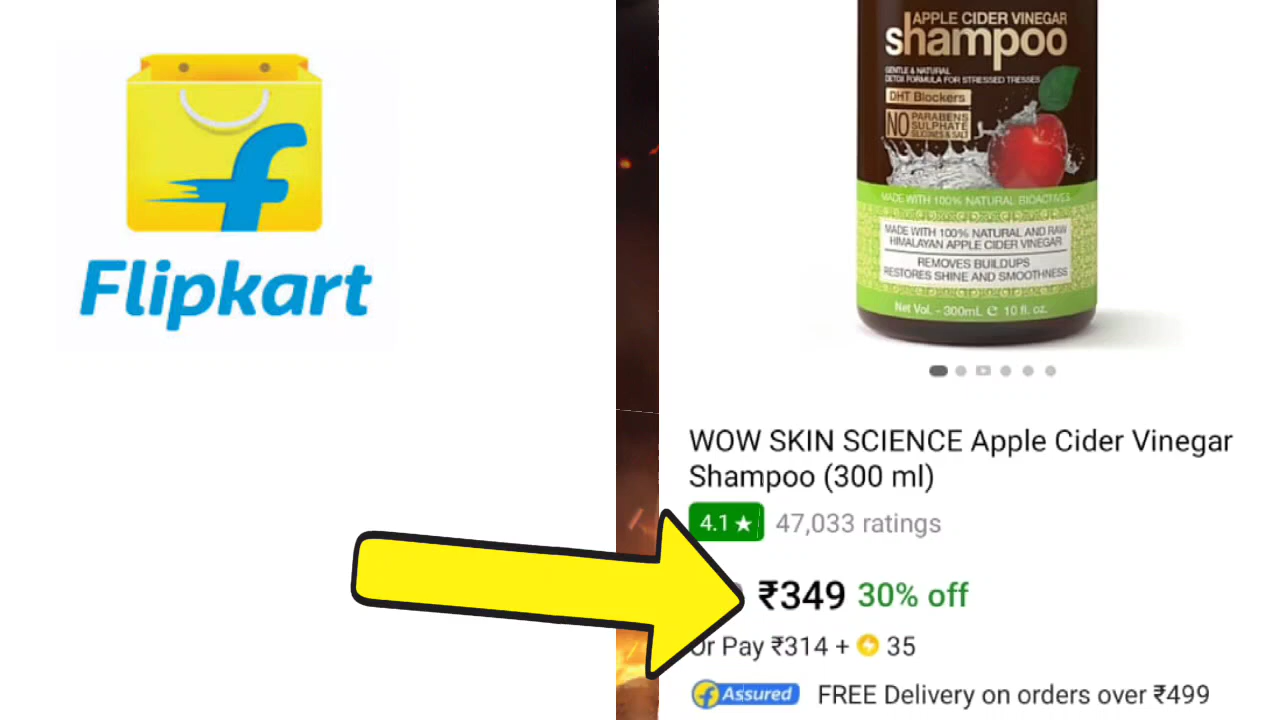 Flipkart
APPLE CIDER VINEGAR
shampoo
GENTLE & NATURAL
DETOX FORMULA FOR STRESSED TRESSES
DHT Blockers
NO PARABENS
SULPHATE
SILICONES & SALT
MADE WITH 100% NATURAL BIOACTIVES
MADE WITH 100% NATURAL AND RAW
HIMALAYAN APPLE CIDER VINEGAR
REMOVES BUILDUPS
RESTORES SHINE AND SMOOTHNESS
Net Vol. - 300mL ℮ 10 fl. oz.
WOW SKIN SCIENCE Apple Cider Vinegar
Shampoo (300 ml)
4.1★ 47,033 ratings
₹349 30% off
Or Pay ₹314 + 35
Assured FREE Delivery on orders over ₹499